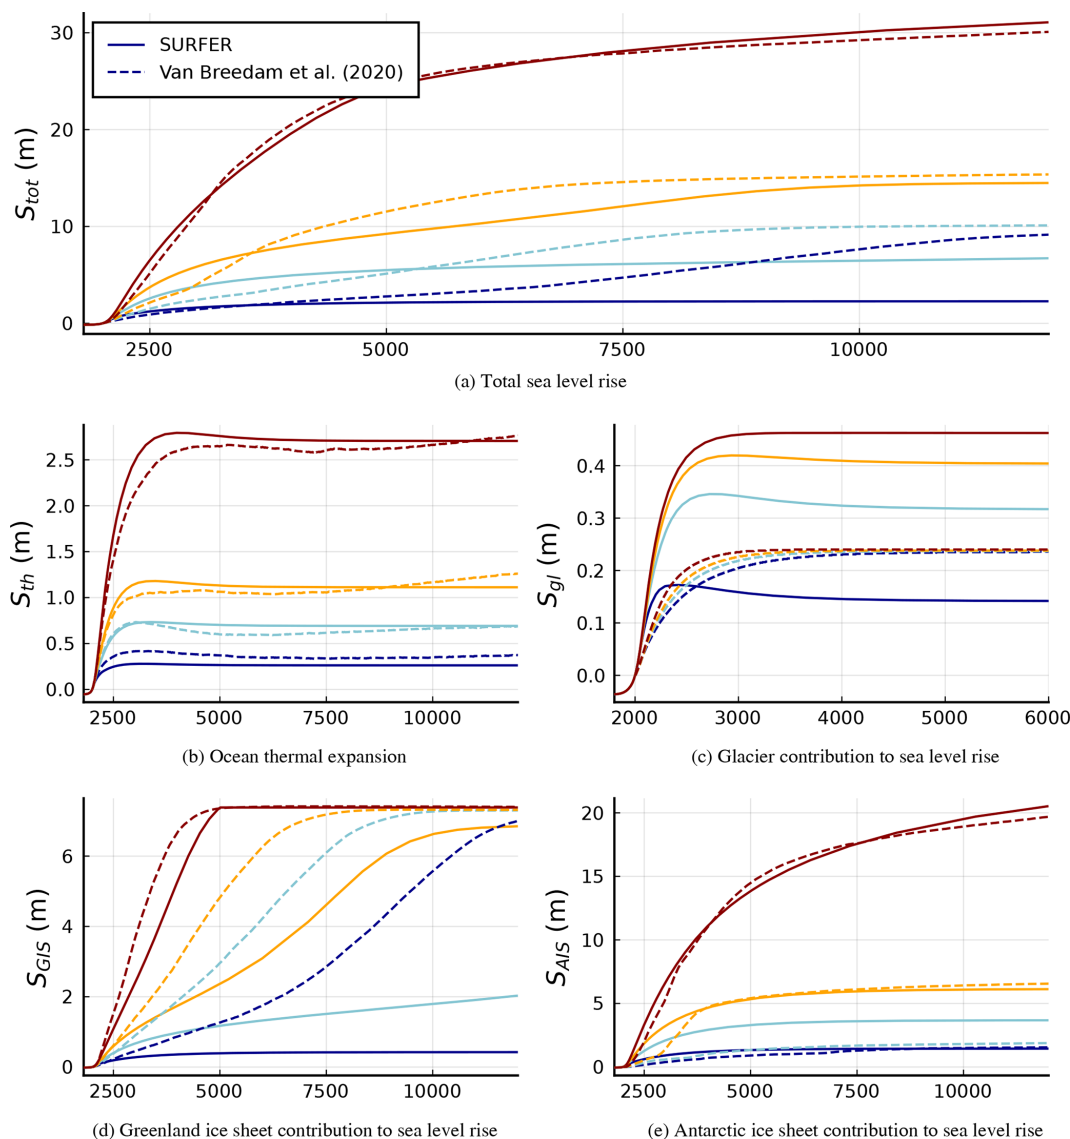 SURFER
Van Breedam et al. (2020)
S_tot (m)
30
20
10
0
2500 5000 7500 10000
(a) Total sea level rise
S_th (m)
2.5
2.0
1.5
1.0
0.5
0.0
2500 5000 7500 10000
(b) Ocean thermal expansion
S_gl (m)
0.4
0.3
0.2
0.1
0.0
2000 3000 4000 5000 6000
(c) Glacier contribution to sea level rise
S_GIS (m)
6
4
2
0
2500 5000 7500 10000
(d) Greenland ice sheet contribution to sea level rise
S_AIS (m)
20
15
10
5
0
2500 5000 7500 10000
(e) Antarctic ice sheet contribution to sea level rise